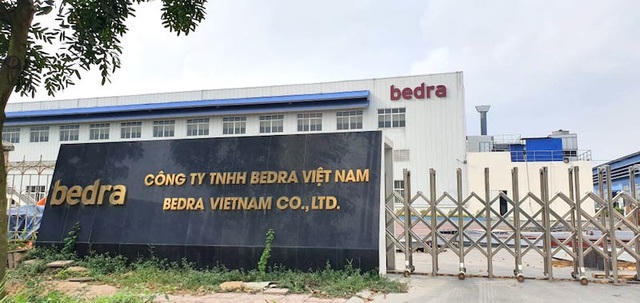 bedra
bedra
CÔNG TY TNHH BEDRA VIỆT NAM
BEDRA VIETNAM CO.,LTD.